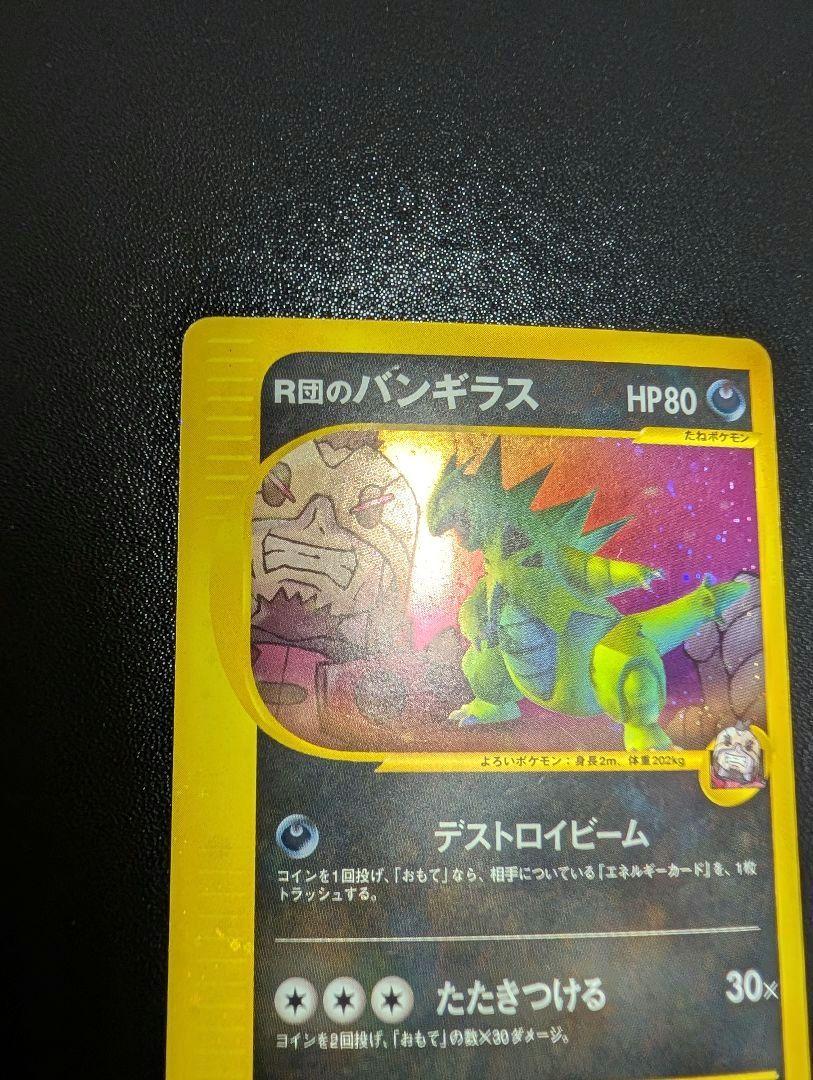 R団のバンギラス HP80
たねポケモン
よろいポケモン：身長2m、体重202kg
デストロイビーム
コインを1回投げ、「おもて」なら、相手についている『エネルギーカード』を、1枚
トラッシュする。
たたきつける 30×
コインを2回投げ、「おもて」の数×30ダメージ。